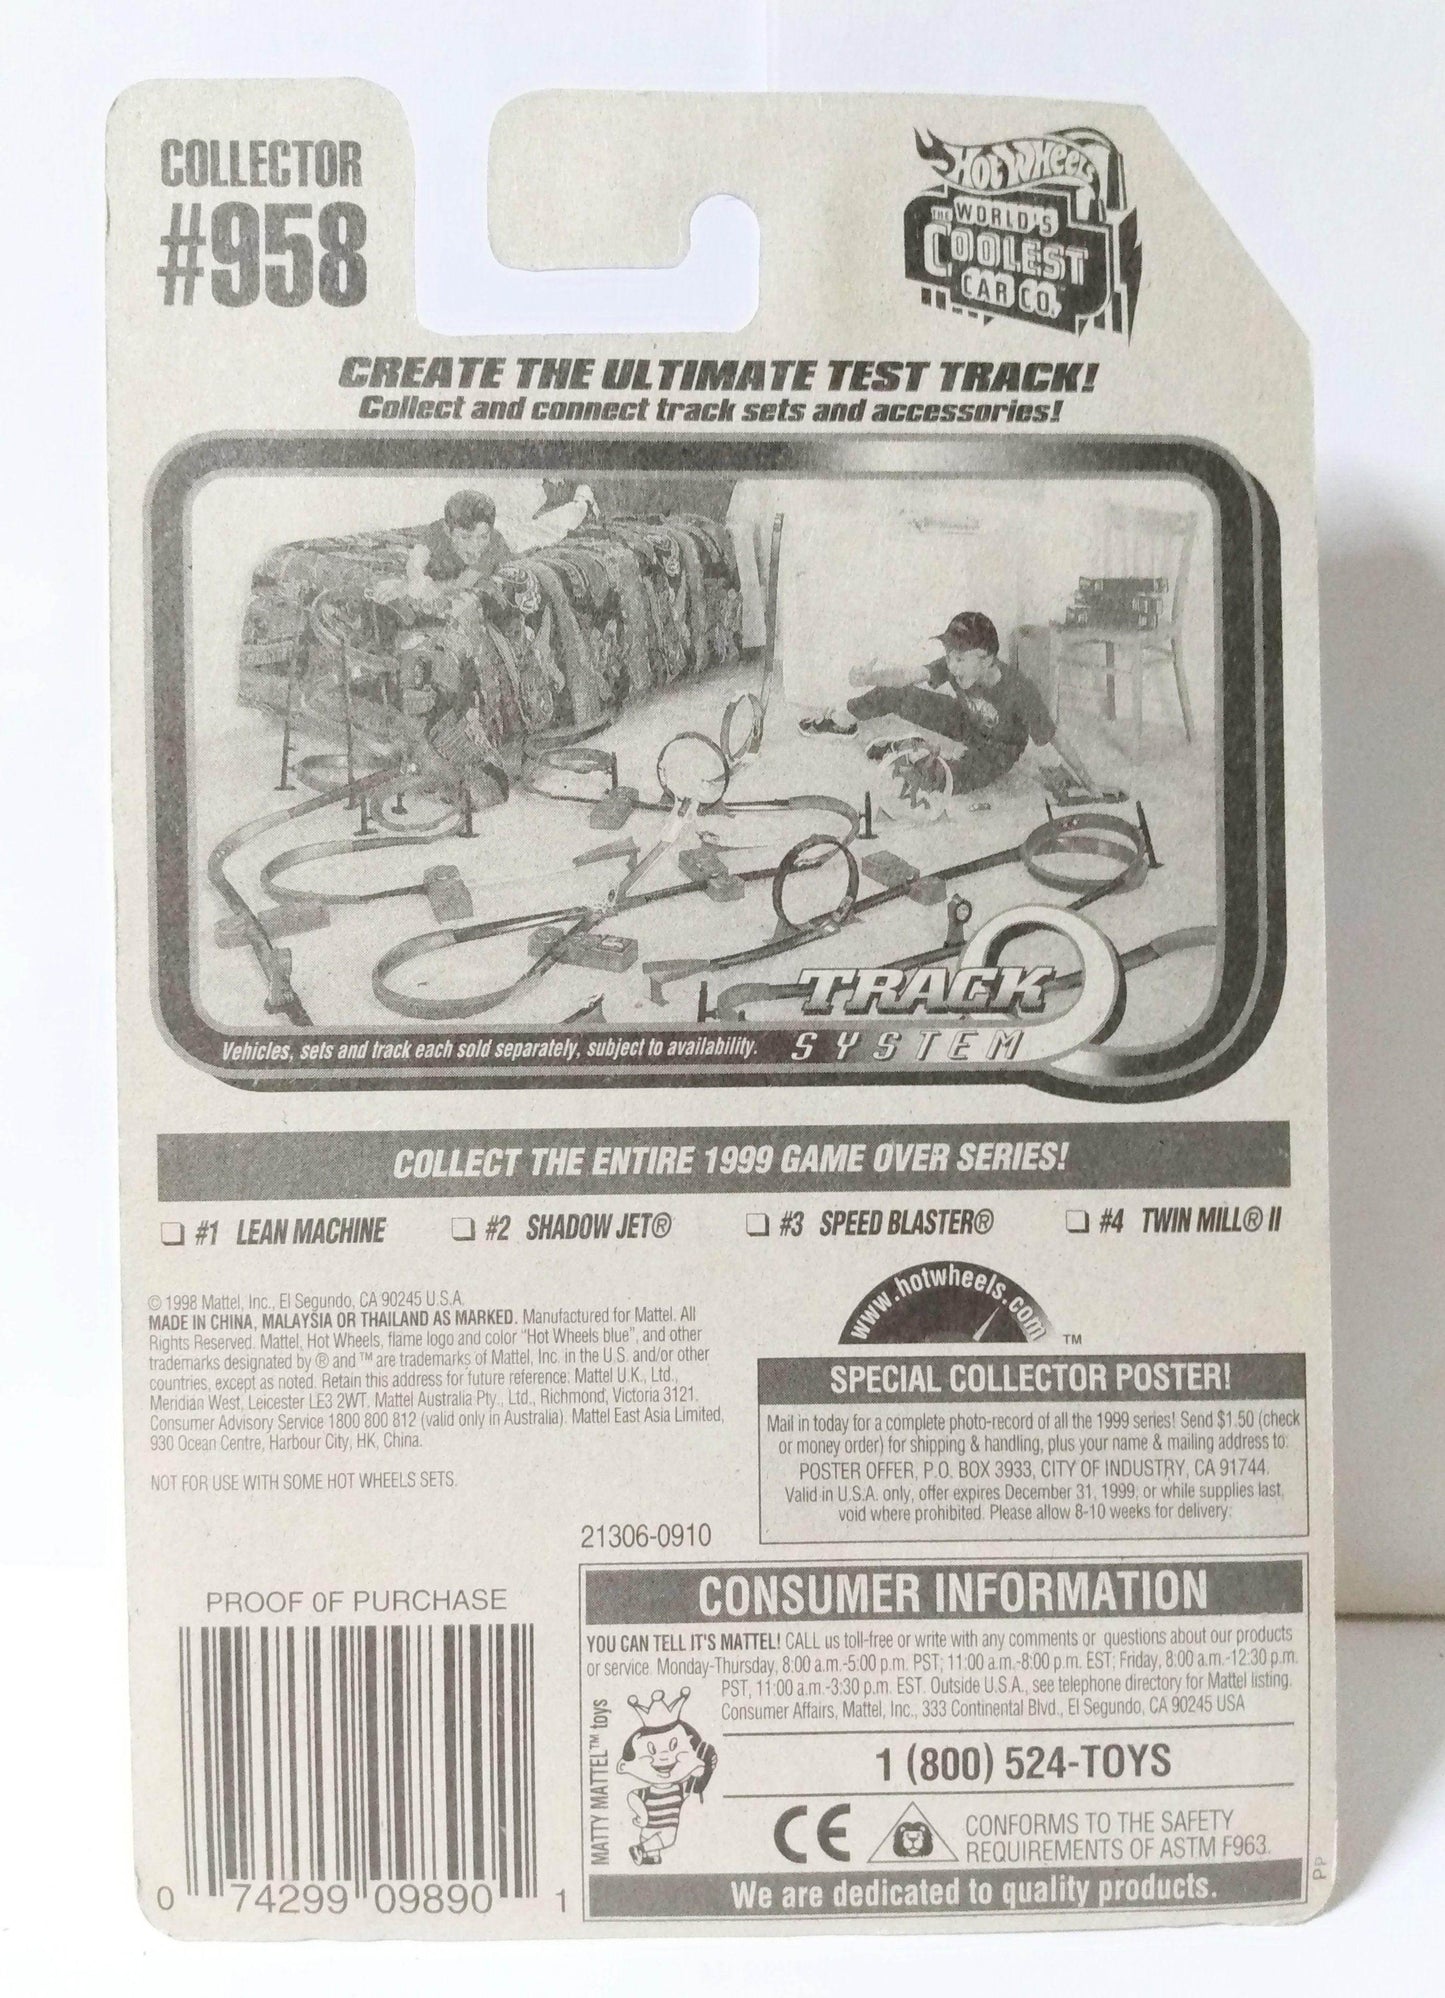 COLLECTOR
#958
HOT WHEELS
THE WORLD'S
COOLEST
CAR CO.™
CREATE THE ULTIMATE TEST TRACK!
Collect and connect track sets and accessories!
TRACK
SYSTEM
Vehicles, sets and track each sold separately, subject to availability.
COLLECT THE ENTIRE 1999 GAME OVER SERIES!
❏ #1 LEAN MACHINE ❏ #2 SHADOW JET® ❏ #3 SPEED BLASTER® ❏ #4 TWIN MILL® II
© 1998 Mattel, Inc., El Segundo, CA 90245 U.S.A.
MADE IN CHINA, MALAYSIA OR THAILAND AS MARKED. Manufactured for Mattel. All
Rights Reserved. Mattel, Hot Wheels, flame logo and color "Hot Wheels blue", and other
trademarks designated by ® and ™ are trademarks of Mattel, Inc. in the U.S. and/or other
countries, except as noted. Retain this address for future reference: Mattel U.K., Ltd.,
Meridian West, Leicester LE3 2WT. Mattel Australia Pty., Ltd., Richmond, Victoria 3121.
Consumer Advisory Service 1800 800 812 (valid only in Australia). Mattel East Asia Limited,
930 Ocean Centre, Harbour City, HK, China.
NOT FOR USE WITH SOME HOT WHEELS SETS.
21306-0910
www.hotwheels.com
TM
SPECIAL COLLECTOR POSTER!
Mail in today for a complete photo-record of all the 1999 series! Send $1.50 (check
or money order) for shipping & handling, plus your name & mailing address to:
POSTER OFFER, P.O. BOX 3933, CITY OF INDUSTRY, CA 91744.
Valid in U.S.A. only, offer expires December 31, 1999, or while supplies last,
void where prohibited. Please allow 8-10 weeks for delivery.
PROOF OF PURCHASE
0 74299 09890 1
CONSUMER INFORMATION
YOU CAN TELL IT'S MATTEL! CALL us toll-free or write with any comments or questions about our products
or service. Monday-Thursday, 8:00 a.m.-5:00 p.m. PST; 11:00 a.m.-8:00 p.m. EST; Friday, 8:00 a.m.-12:30 p.m.
PST, 11:00 a.m.-3:30 p.m. EST. Outside U.S.A., see telephone directory for Mattel listing.
Consumer Affairs, Mattel, Inc., 333 Continental Blvd., El Segundo, CA 90245 USA
MATTY MATTEL™ toys
1 (800) 524-TOYS
CE
CONFORMS TO THE SAFETY
REQUIREMENTS OF ASTM F963.
We are dedicated to quality products.
PP